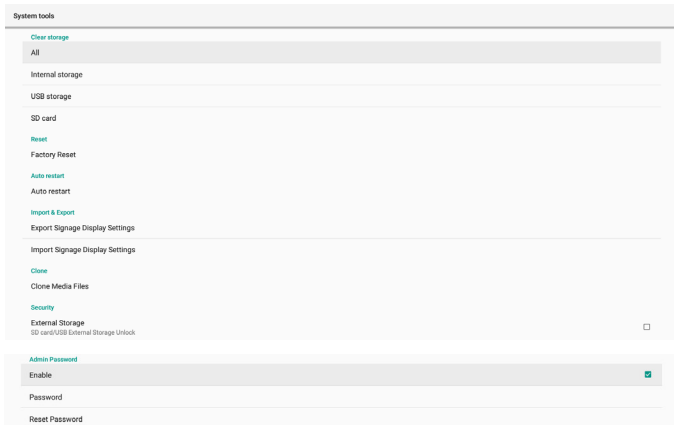 System tools
Clear storage
All
Internal storage
USB storage
SD card
Reset
Factory Reset
Auto restart
Auto restart
Import & Export
Export Signage Display Settings
Import Signage Display Settings
Clone
Clone Media Files
Security
External Storage
SD card/USB External Storage Unlock
Admin Password
Enable
Password
Reset Password